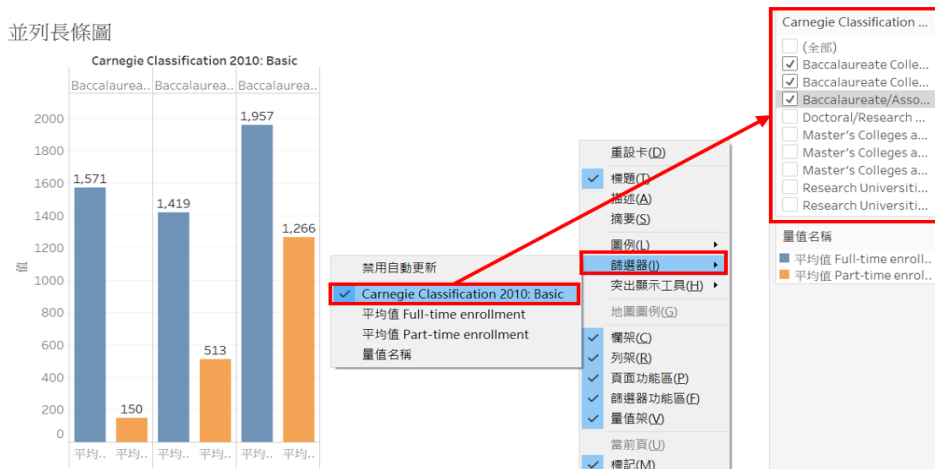 並列長條圖
Carnegie Classification 2010: Basic
Baccalaurea.. Baccalaurea.. Baccalaurea..
2000
1800
1600
1400
1200
1000
800
600
400
200
0
值
1,571
150
1,419
513
1,957
1,266
平均.. 平均.. 平均.. 平均.. 平均.. 平均..
禁用自動更新
Carnegie Classification 2010: Basic
平均值 Full-time enrollment
平均值 Part-time enrollment
量值名稱
重設卡(D)
標題(T)
描述(A)
摘要(S)
圖例(L)
篩選器(I)
突出顯示工具(H)
地圖圖例(G)
欄架(C)
列架(R)
頁面功能區(P)
篩選器功能區(F)
量值架(V)
當前頁(U)
標記(M)
Carnegie Classification ...
(全部)
Baccalaureate Colle...
Baccalaureate Colle...
Baccalaureate/Asso...
Doctoral/Research ...
Master's Colleges a...
Master's Colleges a...
Master's Colleges a...
Research Universiti...
Research Universiti...
量值名稱
平均值 Full-time enroll..
平均值 Part-time enrol..